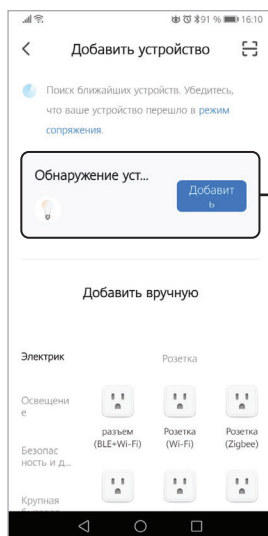 91 % 16:10
Добавить устройство
Поиск ближайших устройств. Убедитесь,
что ваше устройство перешло в режим
сопряжения.
Обнаружение уст...
Добавит
ь
Добавить вручную
Электрик
Розетка
Освещени
е
разъем
(BLE+Wi-Fi)
Розетка
(Wi-Fi)
Розетка
(Zigbee)
Безопас
ность и д...
Крупная